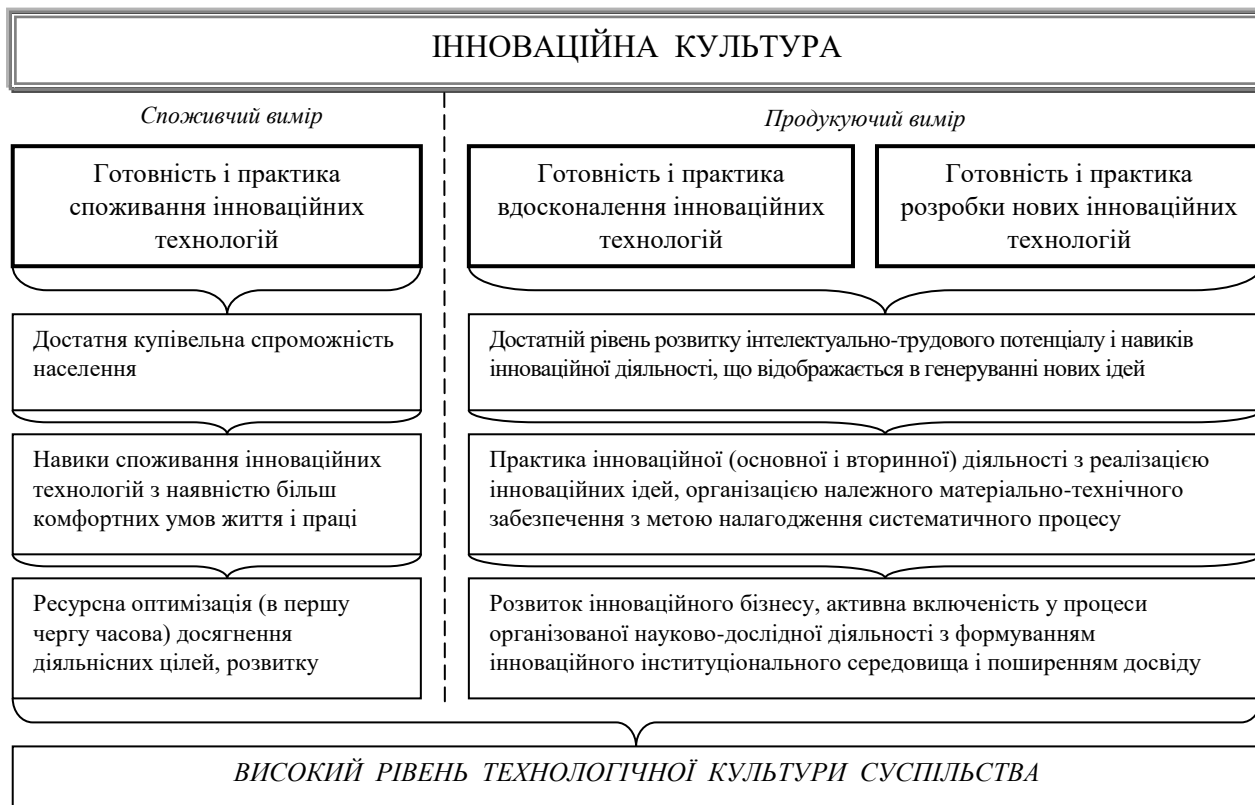 ІННОВАЦІЙНА КУЛЬТУРА
Споживчий вимір
Продукуючий вимір
Готовність і практика
споживання інноваційних
технологій
Готовність і практика
вдосконалення інноваційних
технологій
Готовність і практика
розробки нових інноваційних
технологій
Достатня купівельна спроможність
населення
Достатній рівень розвитку інтелектуально-трудового потенціалу і навиків
інноваційної діяльності, що відображається в генеруванні нових ідей
Навики споживання інноваційних
технологій з наявністю більш
комфортних умов життя і праці
Практика інноваційної (основної і вторинної) діяльності з реалізацією
інноваційних ідей, організацією належного матеріально-технічного
забезпечення з метою налагодження систематичного процесу
Ресурсна оптимізація (в першу
чергу часова) досягнення
діяльнісних цілей, розвитку
Розвиток інноваційного бізнесу, активна включеність у процеси
організованої науково-дослідної діяльності з формуванням
інноваційного інституціонального середовища і поширенням досвіду
ВИСОКИЙ РІВЕНЬ ТЕХНОЛОГІЧНОЇ КУЛЬТУРИ СУСПІЛЬСТВА